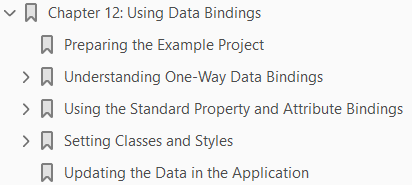 Chapter 12: Using Data Bindings
Preparing the Example Project
Understanding One-Way Data Bindings
Using the Standard Property and Attribute Bindings
Setting Classes and Styles
Updating the Data in the Application